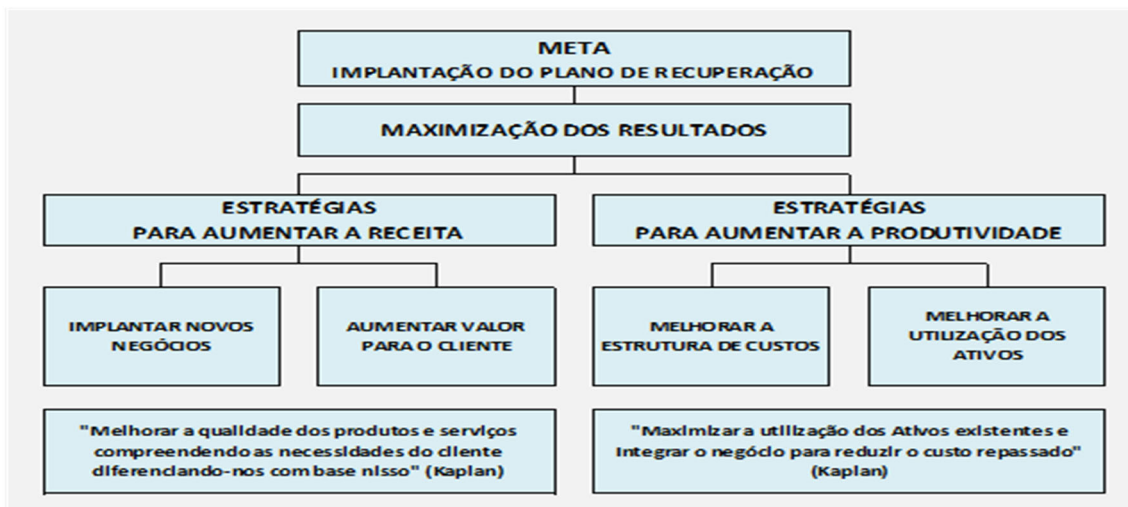 META
IMPLANTAÇÃO DO PLANO DE RECUPERAÇÃO
MAXIMIZAÇÃO DOS RESULTADOS
ESTRATÉGIAS
PARA AUMENTAR A RECEITA
ESTRATÉGIAS
PARA AUMENTAR A PRODUTIVIDADE
IMPLANTAR NOVOS
NEGÓCIOS
AUMENTAR VALOR
PARA O CLIENTE
MELHORAR A
ESTRUTURA DE CUSTOS
MELHORAR A
UTILIZAÇÃO DOS
ATIVOS
"Melhorar a qualidade dos produtos e serviços
compreendendo as necessidades do cliente
diferenciando-nos com base nisso" (Kaplan)
"Maximizar a utilização dos Ativos existentes e
integrar o negócio para reduzir o custo repassado"
(Kaplan)